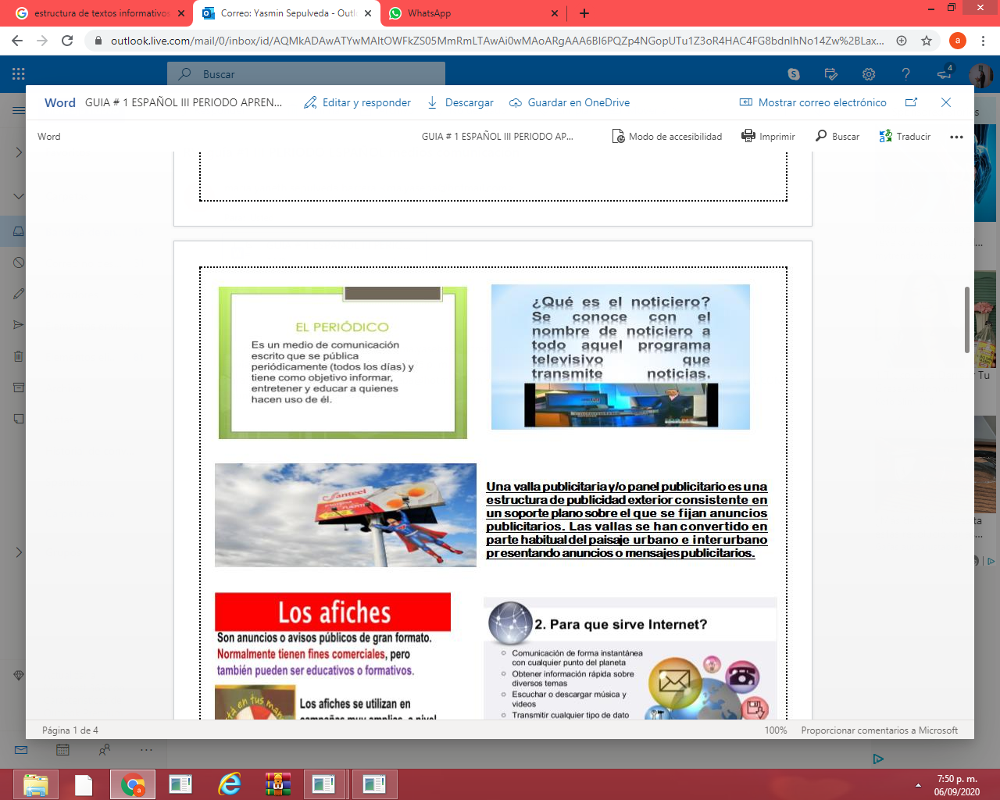 estructura de textos informativos
Correo: Yasmin Sepulveda - Outl
WhatsApp
outlook.live.com/mail/0/inbox/id/AQMkADAwATYwMAItOWFkZS05MmRmLTAwAi0wMAoARgAAA6BI6PQZp4NGopUTu1Z3oR4HAC4FG8bdnlhNo14Zw%2BLax...
a
Buscar
4
Word GUIA # 1 ESPAÑOL III PERIODO APREN... Editar y responder Descargar Guardar en OneDrive Mostrar correo electrónico
Word GUIA # 1 ESPAÑOL III PERIODO AP... Modo de accesibilidad Imprimir Buscar Traducir
EL PERIÓDICO
Es un medio de comunicación
escrito que se pública
periódicamente (todos los días) y
tiene como objetivo informar,
entretener y educar a quienes
hacen uso de él.
¿Qué es el noticiero?
Se conoce con el
nombre de noticiero a
todo aquel programa
televisivo que
transmite noticias.
Una valla publicitaria y/o panel publicitario es una
estructura de publicidad exterior consistente en
un soporte plano sobre el que se fijan anuncios
publicitarios. Las vallas se han convertido en
parte habitual del paisaje urbano e interurbano
presentando anuncios o mensajes publicitarios.
Los afiches
Son anuncios o avisos públicos de gran formato.
Normalmente tienen fines comerciales, pero
también pueden ser educativos o formativos.
Los afiches se utilizan en
2. Para que sirve Internet?
Comunicación de forma instantánea
con cualquier punto del planeta
Obtener información rápida sobre
diversos temas
Escuchar o descargar música y
videos
Transmitir cualquier tipo de dato
Tu
Página 1 de 4
100% Proporcionar comentarios a Microsoft
7:50 p. m.
06/09/2020